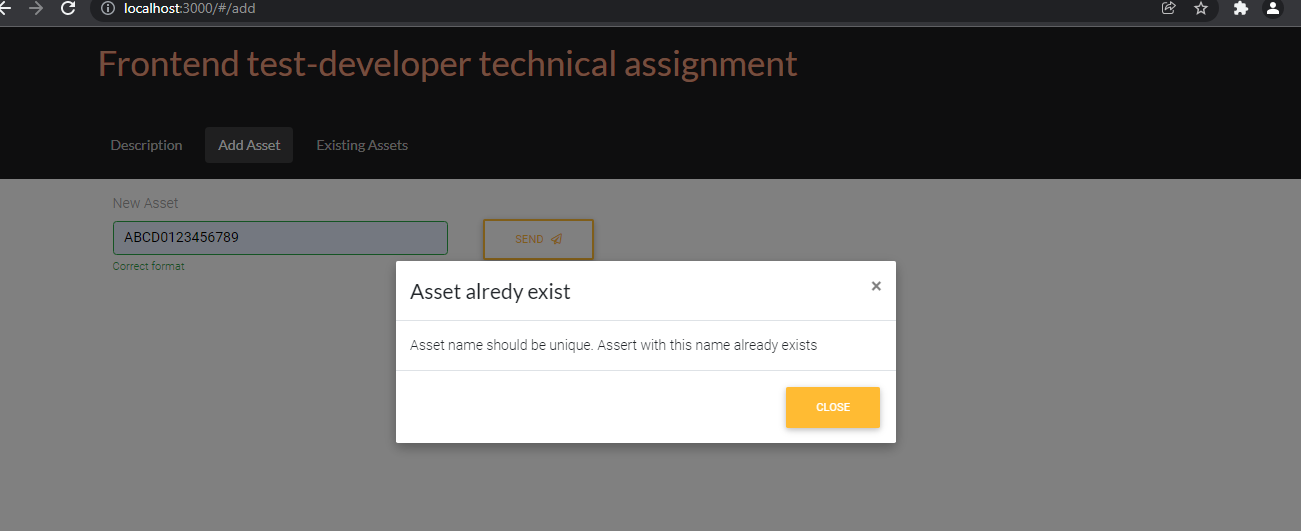 localhost:3000/#/add
Frontend test-developer technical assignment
Description Add Asset Existing Assets
New Asset
ABCD0123456789 SEND
Correct format
Asset alredy exist ×
Asset name should be unique. Assert with this name already exists
CLOSE